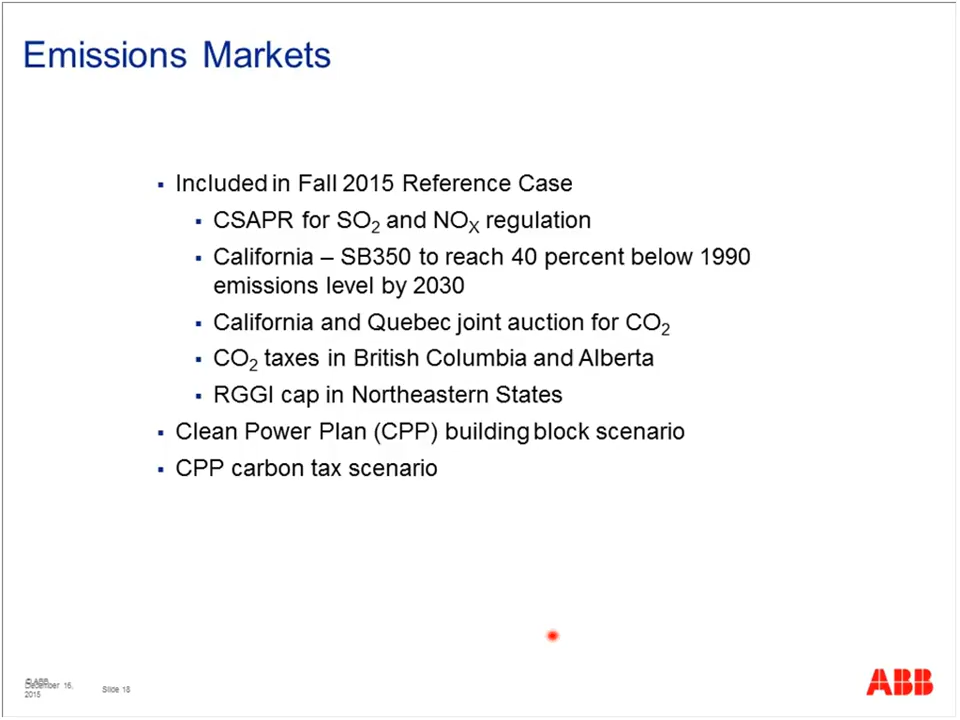 Emissions Markets
▪ Included in Fall 2015 Reference Case
▪ CSAPR for SO₂ and NOₓ regulation
▪ California – SB350 to reach 40 percent below 1990
emissions level by 2030
▪ California and Quebec joint auction for CO₂
▪ CO₂ taxes in British Columbia and Alberta
▪ RGGI cap in Northeastern States
▪ Clean Power Plan (CPP) building block scenario
▪ CPP carbon tax scenario
© ABB
December 16,
2015
Slide 18
ABB